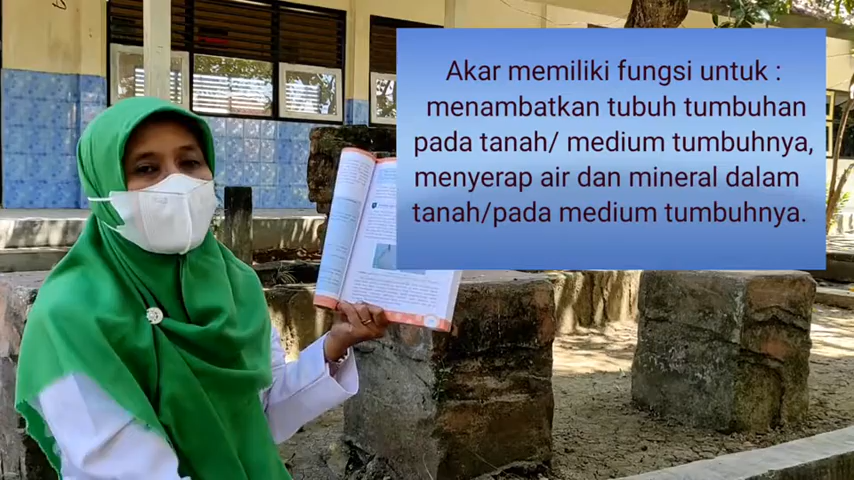 Akar memiliki fungsi untuk :
menambatkan tubuh tumbuhan
pada tanah/ medium tumbuhnya,
menyerap air dan mineral dalam
tanah/pada medium tumbuhnya.